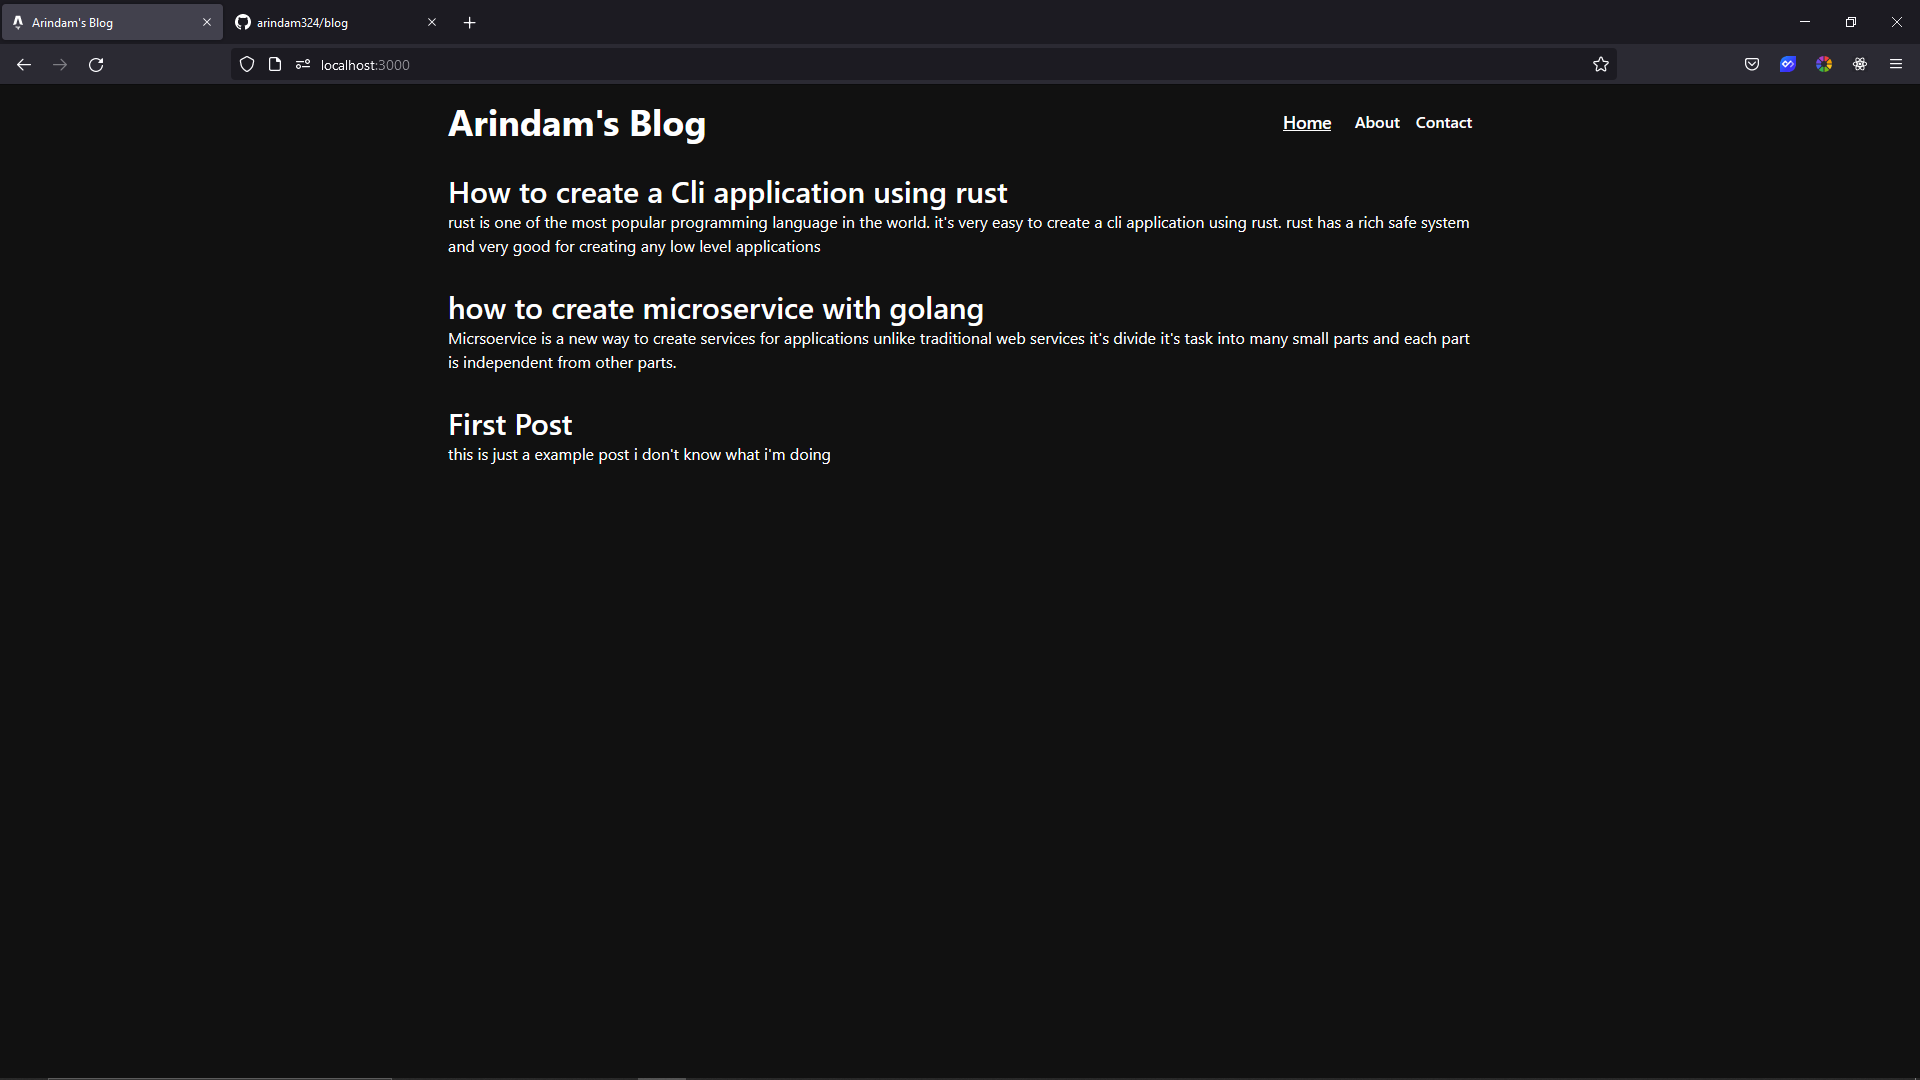 Arindam's Blog
arindam324/blog
localhost:3000
Arindam's Blog
Home About Contact
How to create a Cli application using rust
rust is one of the most popular programming language in the world. it's very easy to create a cli application using rust. rust has a rich safe system
and very good for creating any low level applications
how to create microservice with golang
Micrsoervice is a new way to create services for applications unlike traditional web services it's divide it's task into many small parts and each part
is independent from other parts.
First Post
this is just a example post i don't know what i'm doing